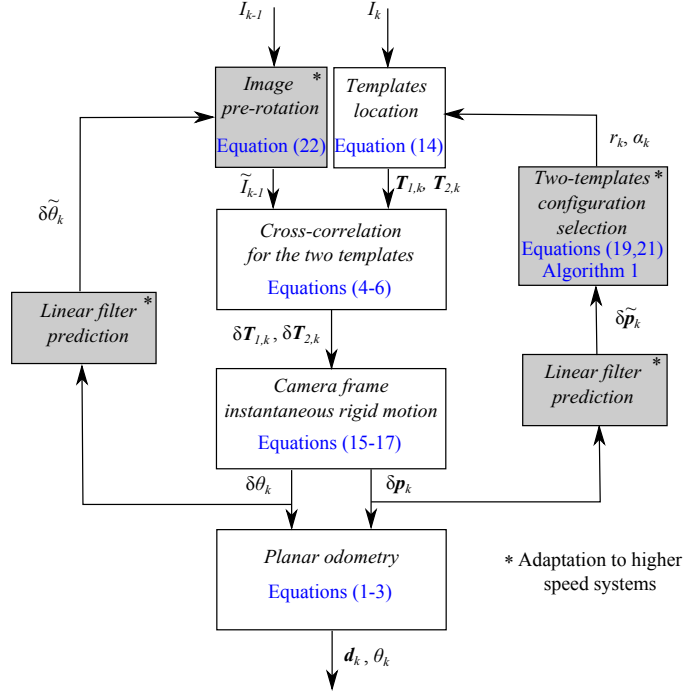 I_{k-1}
I_k
Image *
pre-rotation
Equation (22)
Templates
location
Equation (14)
r_k, α_k
Ĩ_{k-1}
T_{1,k}, T_{2,k}
Two-templates *
configuration
selection
Equations (19,21)
Algorithm 1
δθ̃_k
Cross-correlation
for the two templates
Equations (4-6)
Linear filter *
prediction
δT_{1,k}, δT_{2,k}
δp̃_k
Camera frame
instantaneous rigid motion
Equations (15-17)
Linear filter *
prediction
δθ_k
δp_k
Planar odometry
Equations (1-3)
* Adaptation to higher
speed systems
d_k, θ_k